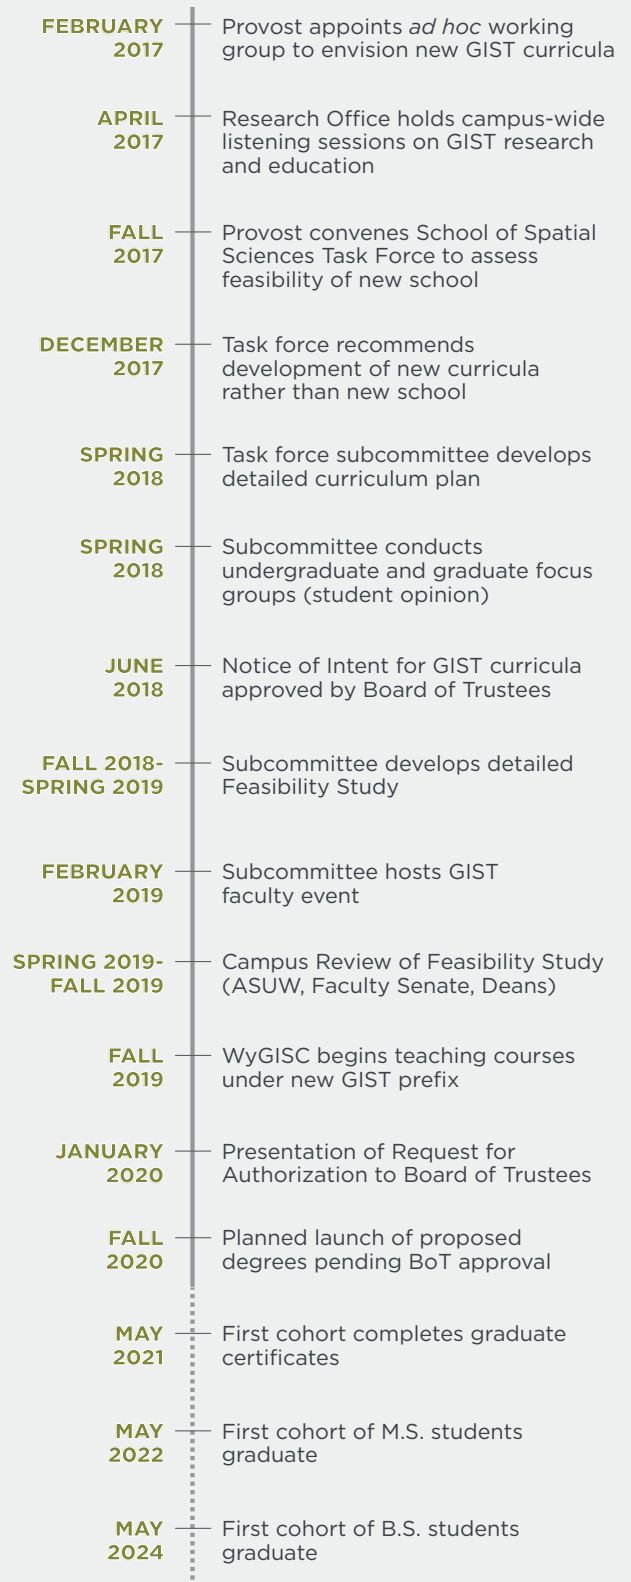 FEBRUARY
2017
Provost appoints ad hoc working
group to envision new GIST curricula
APRIL
2017
Research Office holds campus-wide
listening sessions on GIST research
and education
FALL
2017
Provost convenes School of Spatial
Sciences Task Force to assess
feasibility of new school
DECEMBER
2017
Task force recommends
development of new curricula
rather than new school
SPRING
2018
Task force subcommittee develops
detailed curriculum plan
SPRING
2018
Subcommittee conducts
undergraduate and graduate focus
groups (student opinion)
JUNE
2018
Notice of Intent for GIST curricula
approved by Board of Trustees
FALL 2018-
SPRING 2019
Subcommittee develops detailed
Feasibility Study
FEBRUARY
2019
Subcommittee hosts GIST
faculty event
SPRING 2019-
FALL 2019
Campus Review of Feasibility Study
(ASUW, Faculty Senate, Deans)
FALL
2019
WyGISC begins teaching courses
under new GIST prefix
JANUARY
2020
Presentation of Request for
Authorization to Board of Trustees
FALL
2020
Planned launch of proposed
degrees pending BoT approval
MAY
2021
First cohort completes graduate
certificates
MAY
2022
First cohort of M.S. students
graduate
MAY
2024
First cohort of B.S. students
graduate